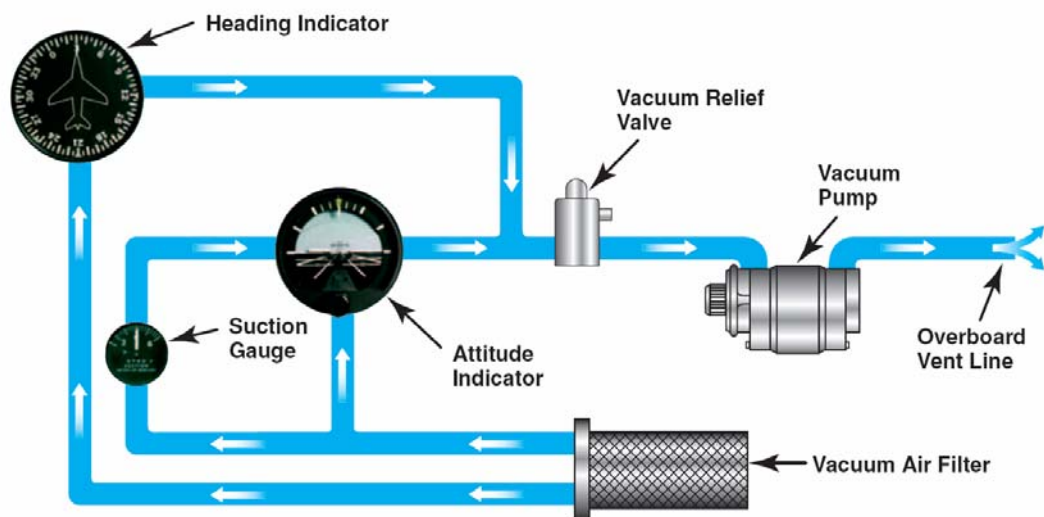 Heading Indicator
Vacuum Relief
Valve
Vacuum
Pump
Suction
Gauge
Attitude
Indicator
Overboard
Vent Line
Vacuum Air Filter